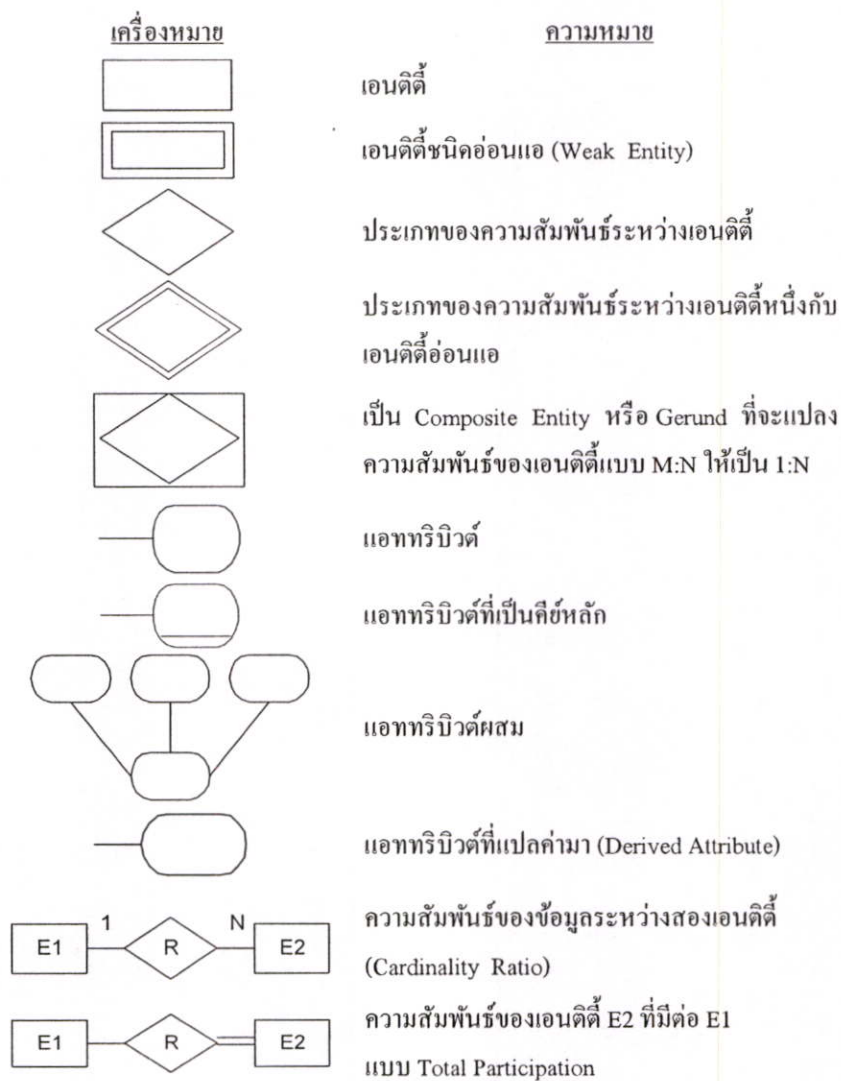 เครื่องหมาย ความหมาย
เอนติตี้
เอนติตี้ชนิดอ่อนแอ (Weak Entity)
ประเภทของความสัมพันธ์ระหว่างเอนติตี้
ประเภทของความสัมพันธ์ระหว่างเอนติตี้หนึ่งกับ
เอนติตี้อ่อนแอ
เป็น Composite Entity หรือ Gerund ที่จะแปลง
ความสัมพันธ์ของเอนติตี้แบบ M:N ให้เป็น 1:N
แอททริบิวต์
แอททริบิวต์ที่เป็นคีย์หลัก
แอททริบิวต์ผสม
แอททริบิวต์ที่แปลค่ามา (Derived Attribute)
ความสัมพันธ์ของข้อมูลระหว่างสองเอนติตี้
1 N
E1 R E2
(Cardinality Ratio)
ความสัมพันธ์ของเอนติตี้ E2 ที่มีต่อ E1
E1 R E2
แบบ Total Participation